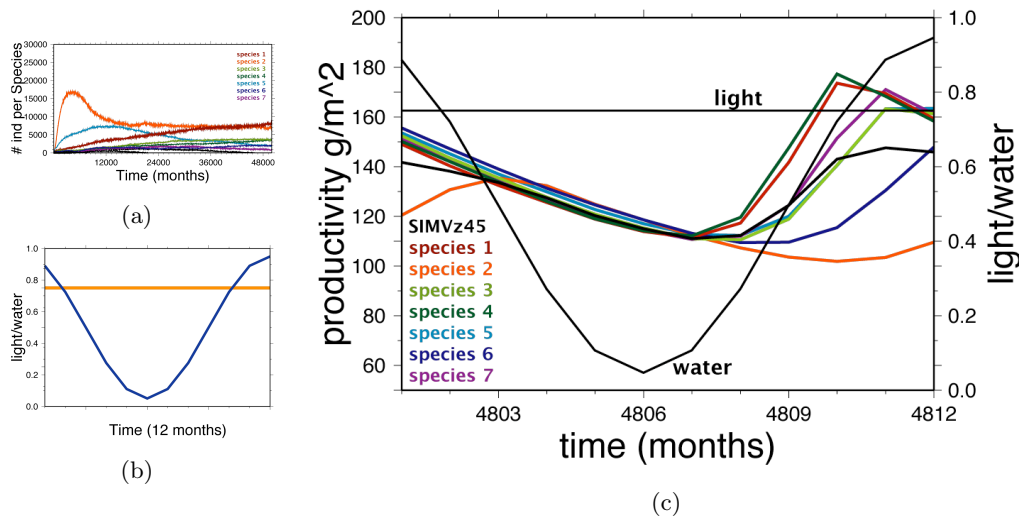 30000
25000
20000
15000
10000
5000
0
# ind per Species
species 1
species 2
species 3
species 4
species 5
species 6
species 7
12000
24000
36000
48000
Time (months)
(a)
1.0
0.8
0.6
0.4
0.2
0.0
light/water
Time (12 months)
(b)
200
180
160
140
120
100
80
60
productivity g/m^2
1.0
0.8
0.6
0.4
0.2
0.0
light/water
light
water
SIMVz45
species 1
species 2
species 3
species 4
species 5
species 6
species 7
4803
4806
4809
4812
time (months)
(c)